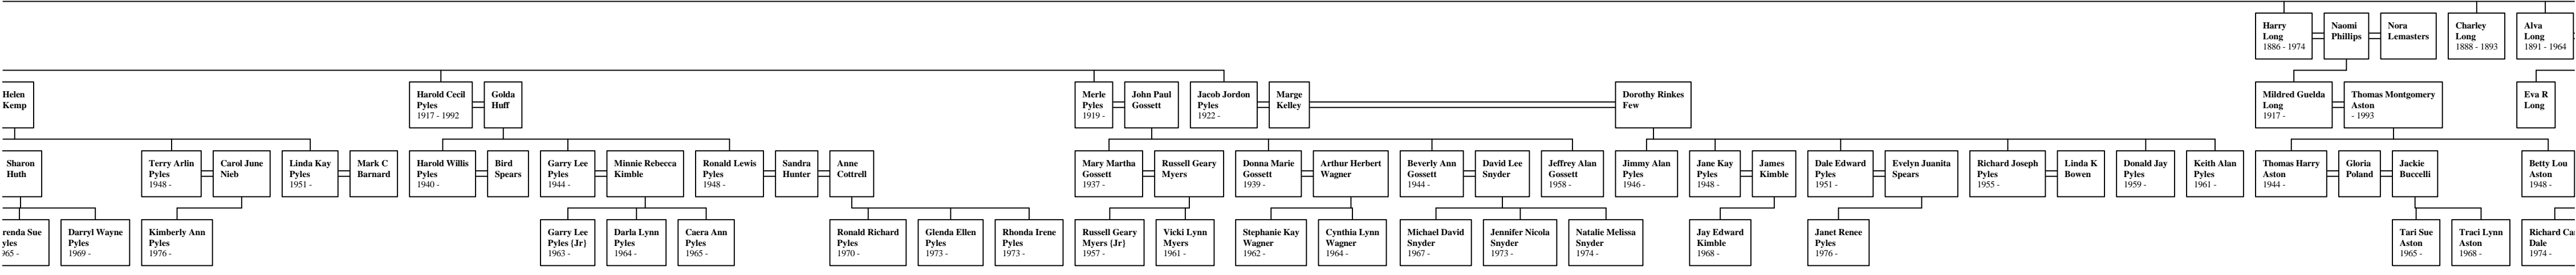 Harry
Long
1886 - 1974
Naomi
Phillips
Nora
Lemasters
Charley
Long
1888 - 1893
Alva
Long
1891 - 1964
Helen
Kemp
Harold Cecil
Pyles
1917 - 1992
Golda
Huff
Merle
Pyles
1919 -
John Paul
Gossett
Jacob Jordon
Pyles
1922 -
Marge
Kelley
Dorothy Rinkes
Few
Mildred Guelda
Long
1917 -
Thomas Montgomery
Aston
- 1993
Eva R
Long
Sharon
Huth
Terry Arlin
Pyles
1948 -
Carol June
Nieb
Linda Kay
Pyles
1951 -
Mark C
Barnard
Harold Willis
Pyles
1940 -
Bird
Spears
Garry Lee
Pyles
1944 -
Minnie Rebecca
Kimble
Ronald Lewis
Pyles
1948 -
Sandra
Hunter
Anne
Cottrell
Mary Martha
Gossett
1937 -
Russell Geary
Myers
Donna Marie
Gossett
1939 -
Arthur Herbert
Wagner
Beverly Ann
Gossett
1944 -
David Lee
Snyder
Jeffrey Alan
Gossett
1958 -
Jimmy Alan
Pyles
1946 -
Jane Kay
Pyles
1948 -
James
Kimble
Dale Edward
Pyles
1951 -
Evelyn Juanita
Spears
Richard Joseph
Pyles
1955 -
Linda K
Bowen
Donald Jay
Pyles
1959 -
Keith Alan
Pyles
1961 -
Thomas Harry
Aston
1944 -
Gloria
Poland
Jackie
Buccelli
Betty Lou
Aston
1948 -
renda Sue
yles
965 -
Darryl Wayne
Pyles
1969 -
Kimberly Ann
Pyles
1976 -
Garry Lee
Pyles {Jr}
1963 -
Darla Lynn
Pyles
1964 -
Caera Ann
Pyles
1965 -
Ronald Richard
Pyles
1970 -
Glenda Ellen
Pyles
1973 -
Rhonda Irene
Pyles
1973 -
Russell Geary
Myers {Jr}
1957 -
Vicki Lynn
Myers
1961 -
Stephanie Kay
Wagner
1962 -
Cynthia Lynn
Wagner
1964 -
Michael David
Snyder
1967 -
Jennifer Nicola
Snyder
1973 -
Natalie Melissa
Snyder
1974 -
Jay Edward
Kimble
1968 -
Janet Renee
Pyles
1976 -
Tari Sue
Aston
1965 -
Traci Lynn
Aston
1968 -
Richard Ca
Dale
1974 -